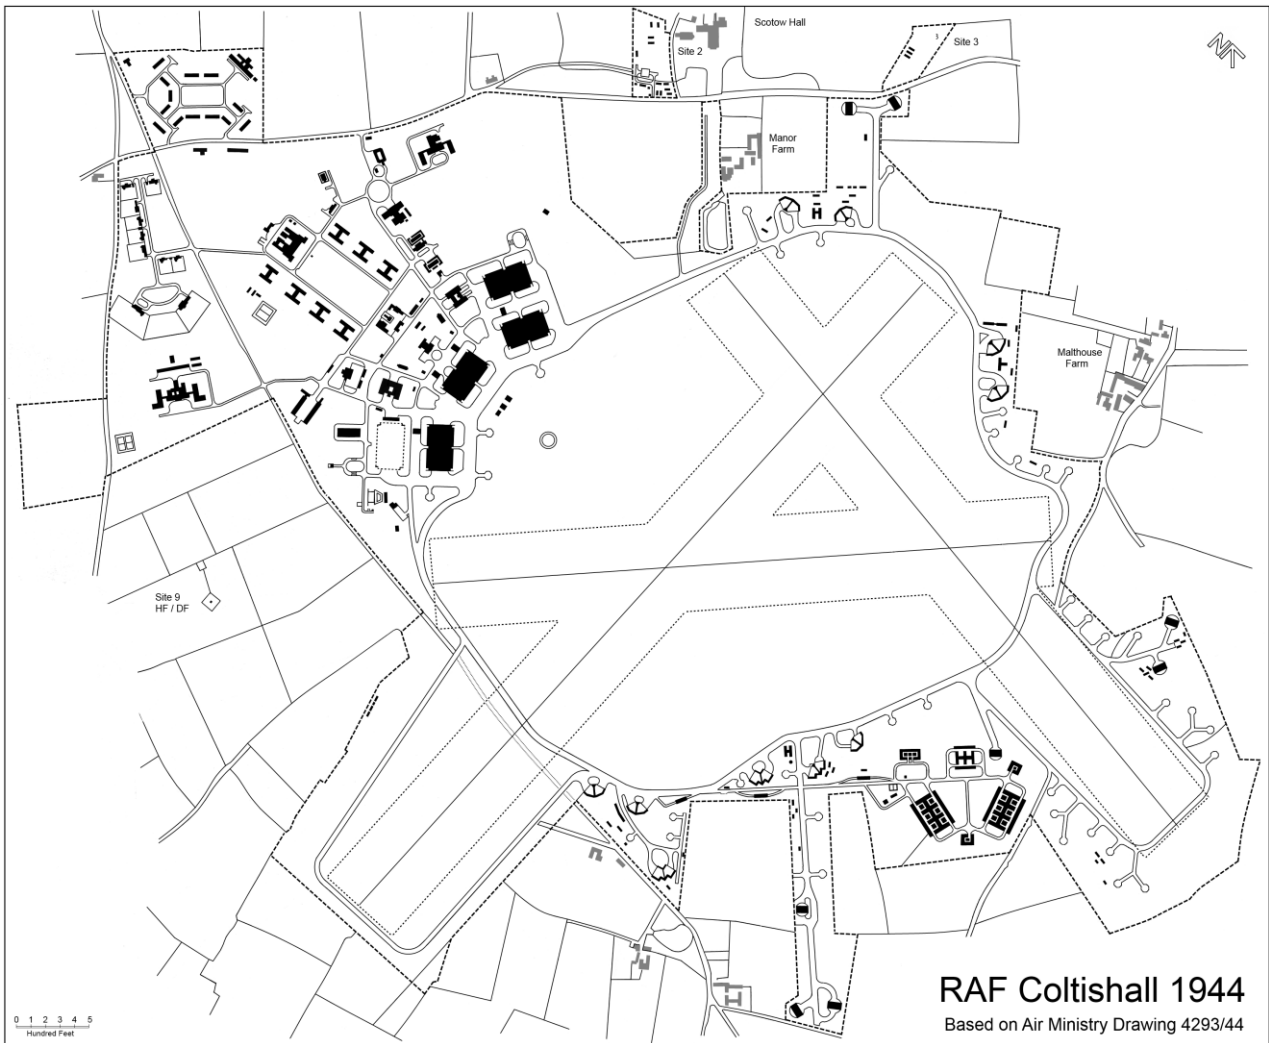 Scotow Hall
Site 2
Site 3
N
Manor
Farm
Malthouse
Farm
Site 9
HF / DF
RAF Coltishall 1944
Based on Air Ministry Drawing 4293/44
0 1 2 3 4 5
Hundred Feet